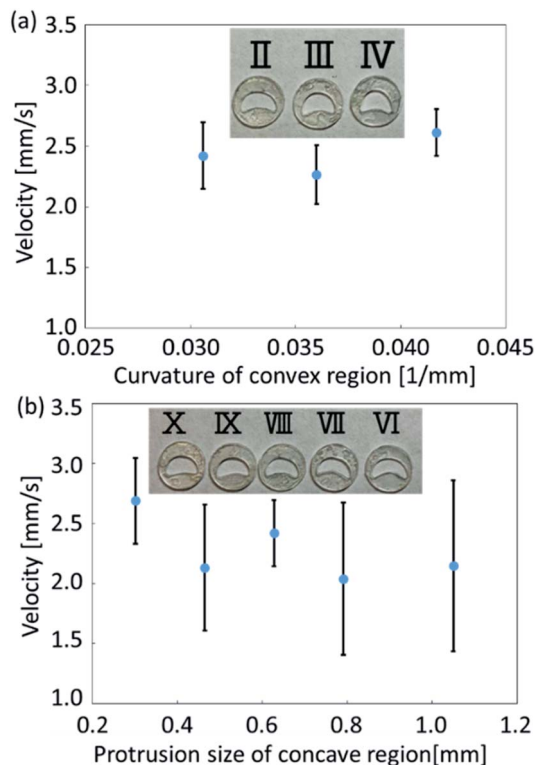 (a)
3.5
3.0
2.5
2.0
1.5
1.0
Velocity [mm/s]
Ⅱ Ⅲ Ⅳ
0.025 0.030 0.035 0.040 0.045
Curvature of convex region [1/mm]
(b)
3.5
3.0
2.5
2.0
1.5
1.0
Velocity [mm/s]
Ⅹ Ⅸ Ⅷ Ⅶ Ⅵ
0.2 0.4 0.6 0.8 1.0 1.2
Protrusion size of concave region[mm]